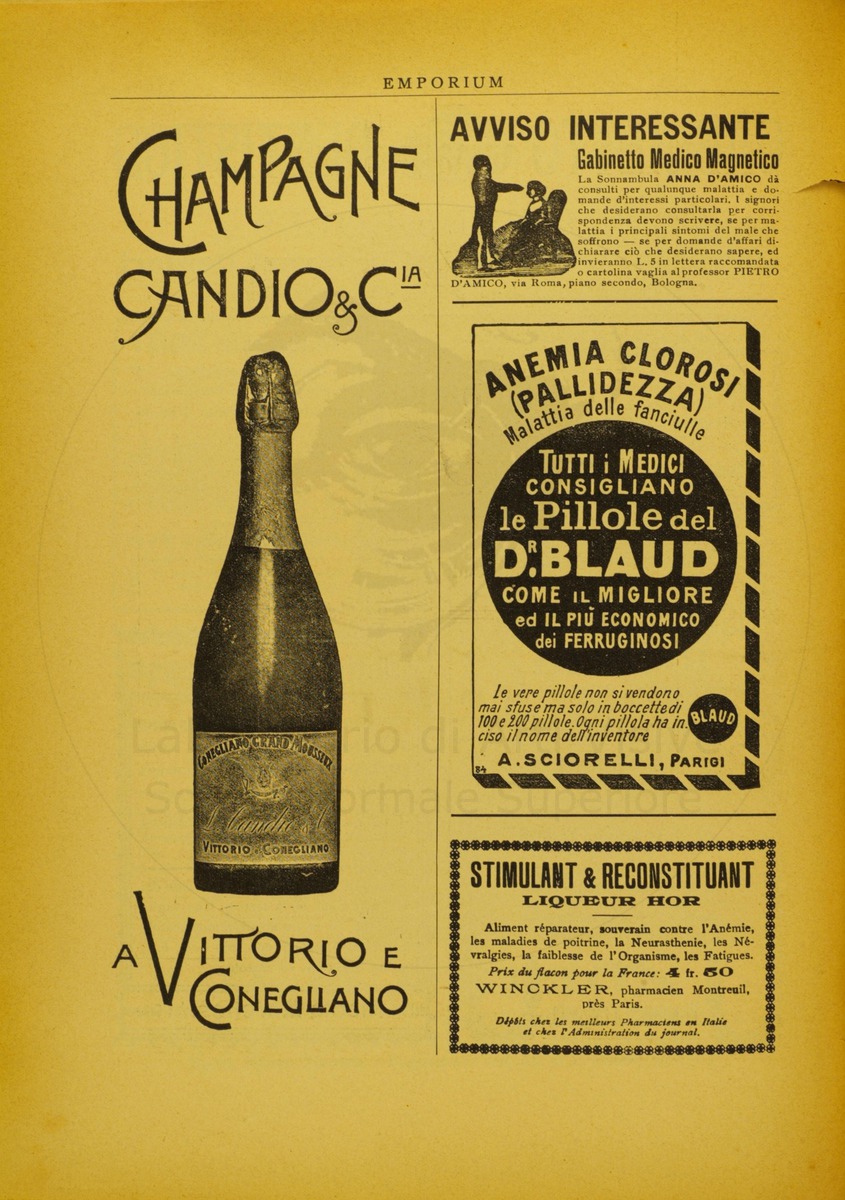 EMPORIUM
CHAMPAGNE
CANDIO & CIA
CONEGLIANO GRAND MOUSSEUX
VITTORIO - CONEGLIANO
A VITTORIO E
CONEGLIANO
AVVISO INTERESSANTE
Gabinetto Medico Magnetico
La Sonnambula ANNA D'AMICO dà
consulti per qualunque malattia e do-
mande d'interessi particolari. I signori
che desiderano consultarla per corri-
spondenza devono scrivere, se per ma-
lattia i principali sintomi del male che
soffrono — se per domande d'affari di-
chiarare ciò che desiderano sapere, ed
invieranno L. 5 in lettera raccomandata
o cartolina vaglia al professor PIETRO
D'AMICO, via Roma, piano secondo, Bologna.
ANEMIA CLOROSI
(PALLIDEZZA)
Malattia delle fanciulle
TUTTI i MEDICI
CONSIGLIANO
le Pillole del
DR. BLAUD
COME IL MIGLIORE
ed IL PIÙ ECONOMICO
dei FERRUGINOSI
Le vere pillole non si vendono
mai sfuse ma solo in boccette di
100 e 200 pillole. Ogni pillola ha in.
ciso il nome dell'inventore
BLAUD
A. SCIORELLI, PARIGI
84
STIMULANT & RECONSTITUANT
LIQUEUR HOR
Aliment réparateur, souverain contre l'Anémie,
les maladies de poitrine, la Neurasthenie, les Né-
vralgies, la faiblesse de l'Organisme, les Fatigues.
Prix du flacon pour la France: 4 fr. 50
WINCKLER, pharmacien Montreuil,
près Paris.
Dépôts chez les meilleurs Pharmaciens en Italie
et chez l'Administration du journal.